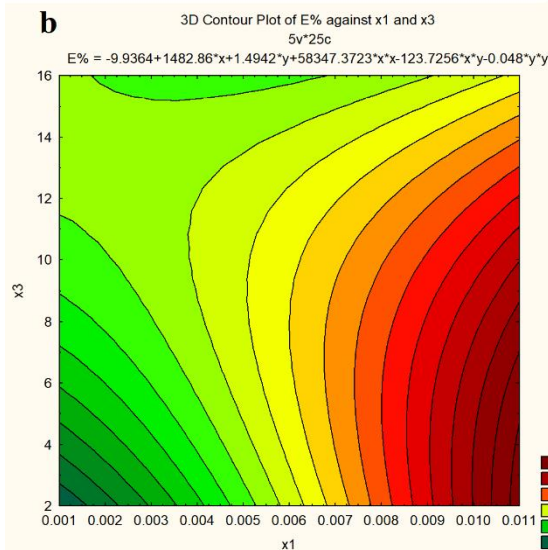 b
3D Contour Plot of E% against x1 and x3
5v*25c
E% = -9.9364+1482.86*x+1.4942*y+58347.3723*x*x-123.7256*x*y-0.048*y*y
16
14
12
10
8
6
4
2
x3
0.001 0.002 0.003 0.004 0.005 0.006 0.007 0.008 0.009 0.010 0.011
x1